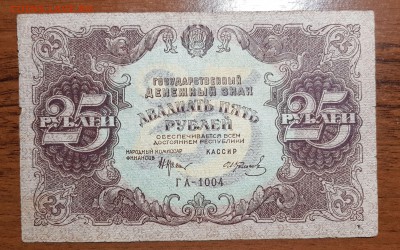 ГОСУДАРСТВЕННЫЙ
ДЕНЕЖНЫЙ ЗНАК
ДВАДЦАТЬ ПЯТЬ
РУБЛЕЙ
25
РУБЛЕЙ
25
РУБЛЕЙ
ОБЕСПЕЧИВАЕТСЯ ВСЕМ
ДОСТОЯНИЕМ РЕСПУБЛИКИ
НАРОДНЫЙ КОМИССАР
ФИНАНСОВ
КАССИР
ГА-1004